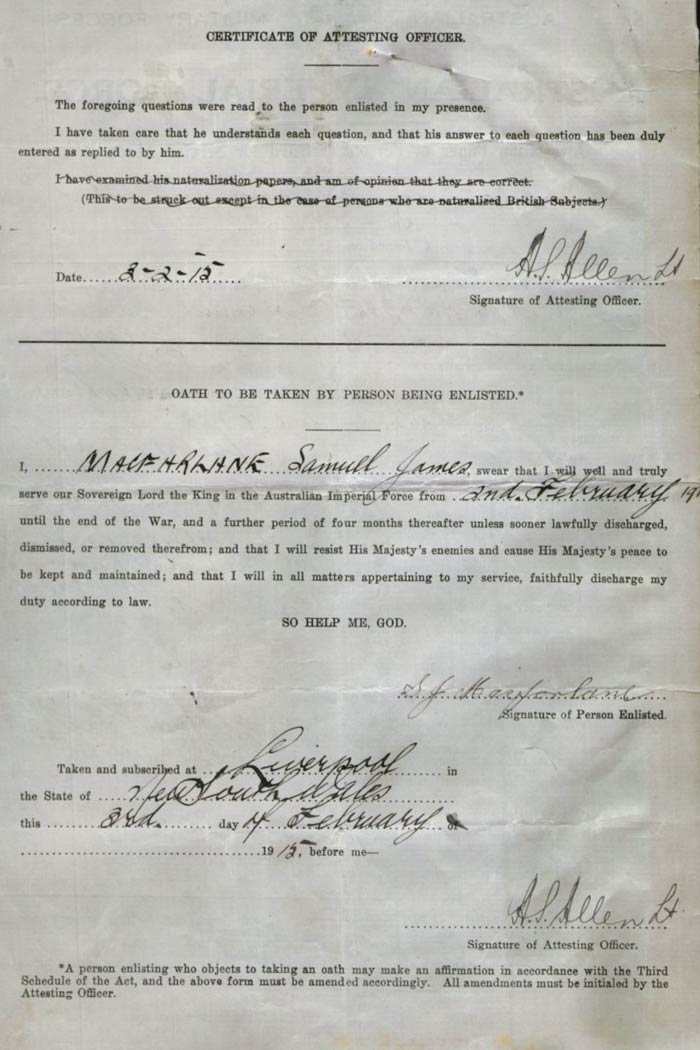 CERTIFICATE OF ATTESTING OFFICER.
The foregoing questions were read to the person enlisted in my presence.
I have taken care that he understands each question, and that his answer to each question has been duly
entered as replied to by him.
I have examined his naturalization papers, and am of opinion that they are correct.
(This to be struck out except in the case of persons who are naturalized British Subjects.)
Date 3-2-15 A.S. Allen Lt
Signature of Attesting Officer.
OATH TO BE TAKEN BY PERSON BEING ENLISTED.*
I, MACFARLANE Samuel James swear that I will well and truly
serve our Sovereign Lord the King in the Australian Imperial Force from 2nd. February 191
until the end of the War, and a further period of four months thereafter unless sooner lawfully discharged,
dismissed, or removed therefrom; and that I will resist His Majesty's enemies and cause His Majesty's peace to
be kept and maintained; and that I will in all matters appertaining to my service, faithfully discharge my
duty according to law.
SO HELP ME, GOD.
S. J. Macfarlane
Signature of Person Enlisted.
Taken and subscribed at Liverpool in
the State of New South Wales
this 3rd. day of February of
1915, before me—
A.S. Allen Lt.
Signature of Attesting Officer.
*A person enlisting who objects to taking an oath may make an affirmation in accordance with the Third
Schedule of the Act, and the above form must be amended accordingly. All amendments must be initialed by the
Attesting Officer.